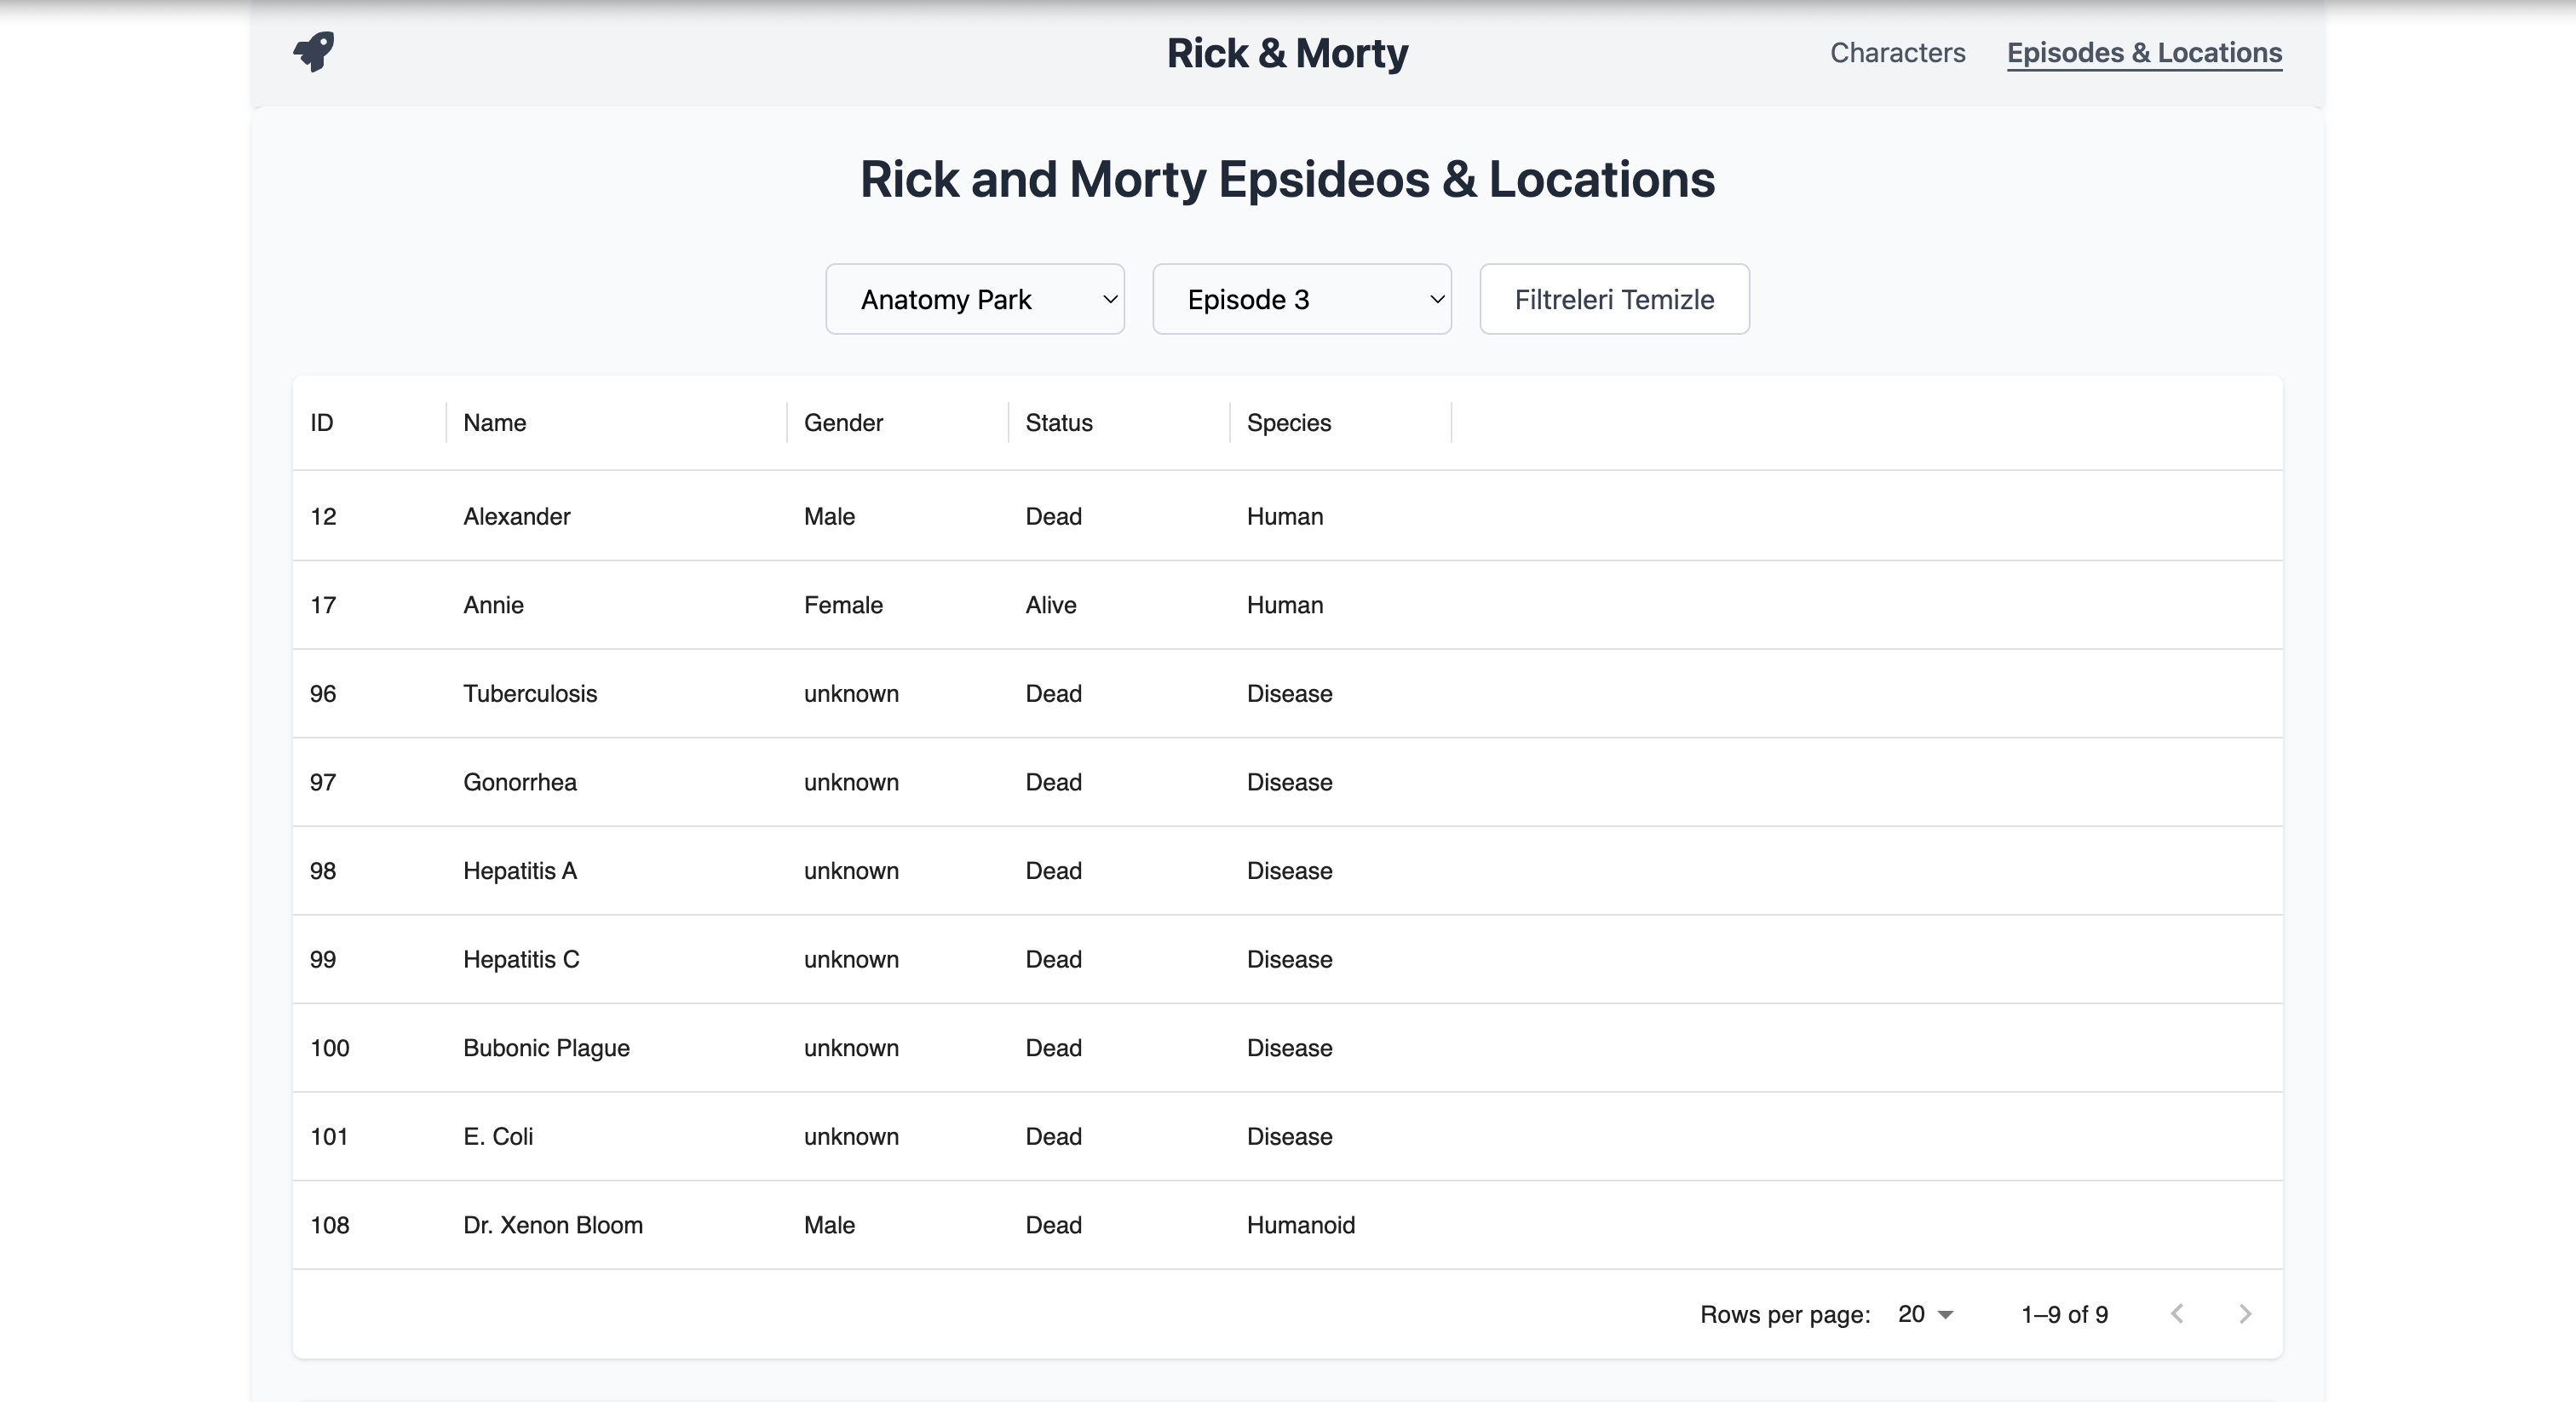 Rick & Morty
Characters
Episodes & Locations
Rick and Morty Epsideos & Locations
Anatomy Park
Episode 3
Filtreleri Temizle
ID Name Gender Status Species
12 Alexander Male Dead Human
17 Annie Female Alive Human
96 Tuberculosis unknown Dead Disease
97 Gonorrhea unknown Dead Disease
98 Hepatitis A unknown Dead Disease
99 Hepatitis C unknown Dead Disease
100 Bubonic Plague unknown Dead Disease
101 E. Coli unknown Dead Disease
108 Dr. Xenon Bloom Male Dead Humanoid
Rows per page: 20 1–9 of 9